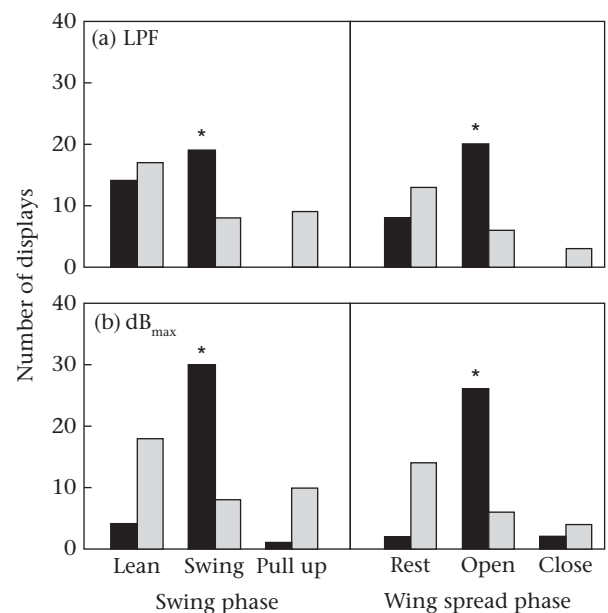 Number of displays
(a) LPF
40
30
20
10
0
*
*
(b) dBmax
40
30
20
10
0
*
*
Lean Swing Pull up Rest Open Close
Swing phase Wing spread phase